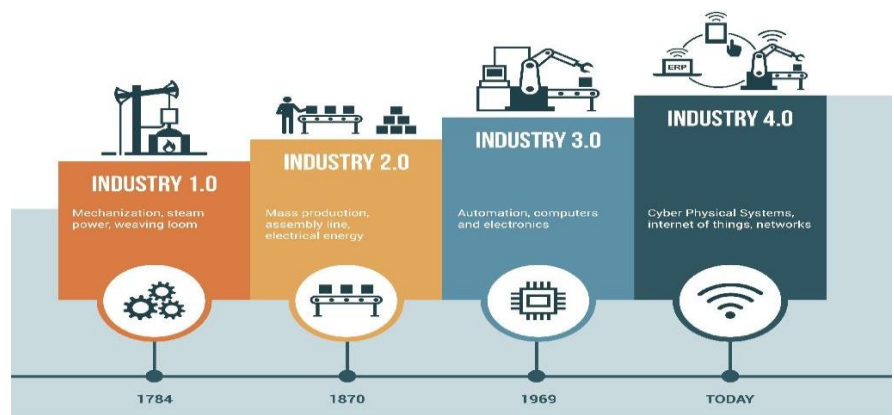 ERP
INDUSTRY 1.0
Mechanization, steam
power, weaving loom
INDUSTRY 2.0
Mass production,
assembly line,
electrical energy
INDUSTRY 3.0
Automation, computers
and electronics
INDUSTRY 4.0
Cyber Physical Systems,
internet of things, networks
1784
1870
1969
TODAY